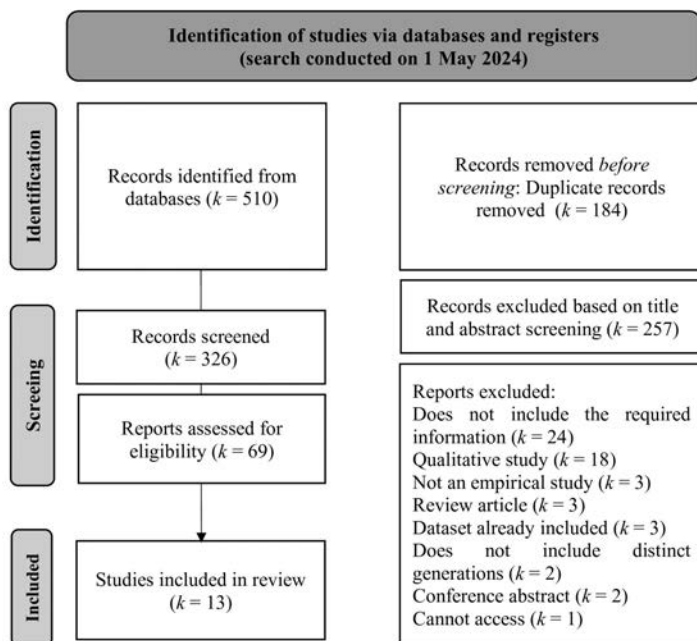 Identification of studies via databases and registers
(search conducted on 1 May 2024)
Identification
Records identified from
databases (k = 510)
Records removed before
screening: Duplicate records
removed (k = 184)
Screeing
Records screened
(k = 326)
Records excluded based on title
and abstract screening (k = 257)
Reports assessed for
eligibility (k = 69)
Reports excluded:
Does not include the required
information (k = 24)
Qualitative study (k = 18)
Not an empirical study (k = 3)
Review article (k = 3)
Dataset already included (k = 3)
Does not include distinct
generations (k = 2)
Conference abstract (k = 2)
Cannot access (k = 1)
Included
Studies included in review
(k = 13)